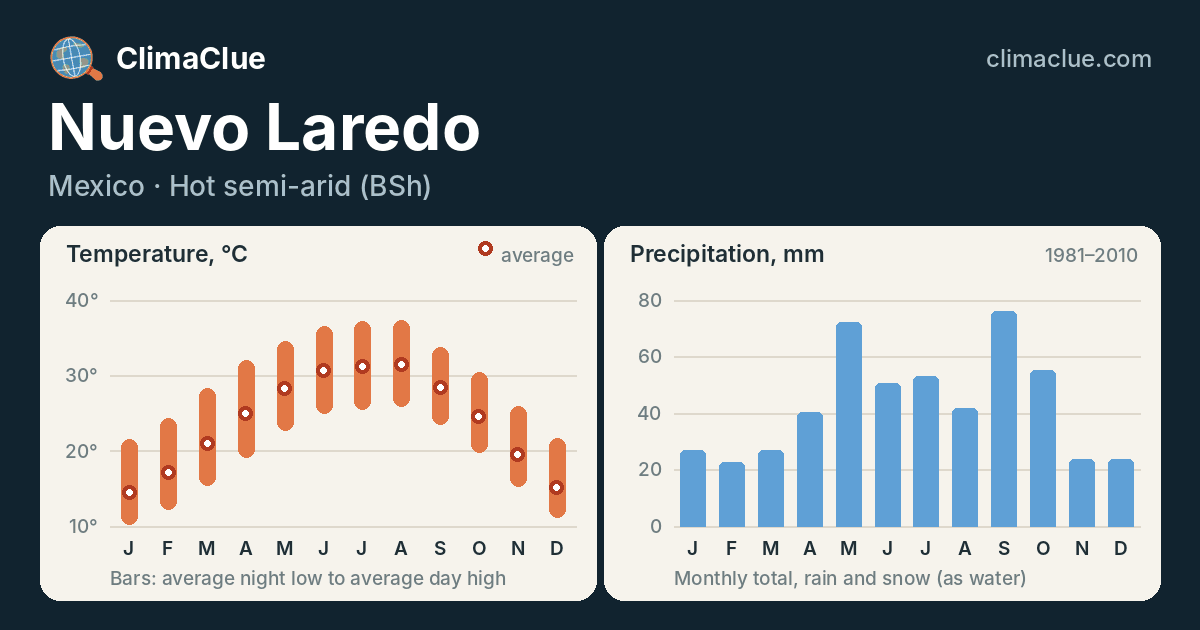 ClimaClue
climaclue.com
Nuevo Laredo
Mexico · Hot semi-arid (BSh)
Temperature, °C
average
40°
30°
20°
10°
J F M A M J J A S O N D
Bars: average night low to average day high
Precipitation, mm
1981–2010
80
60
40
20
0
J F M A M J J A S O N D
Monthly total, rain and snow (as water)